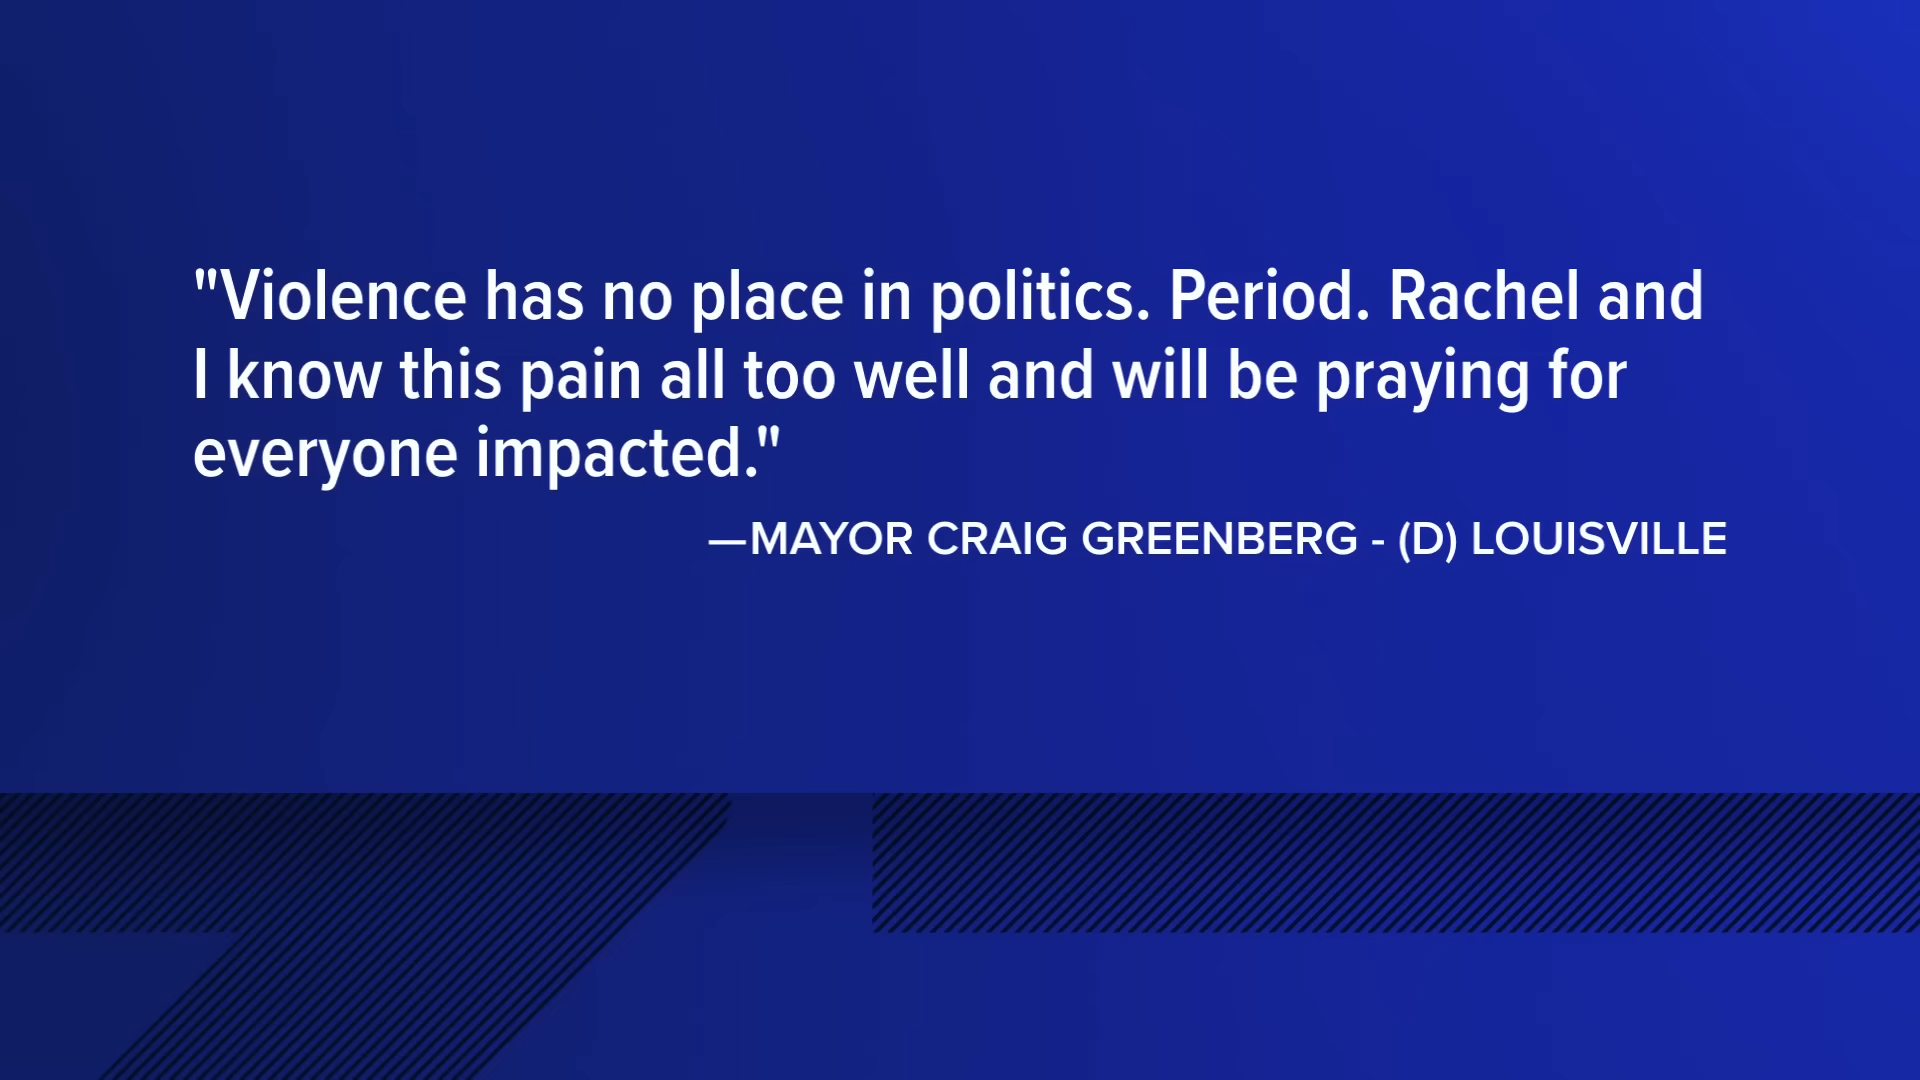 "Violence has no place in politics. Period. Rachel and
I know this pain all too well and will be praying for
everyone impacted."
—MAYOR CRAIG GREENBERG - (D) LOUISVILLE